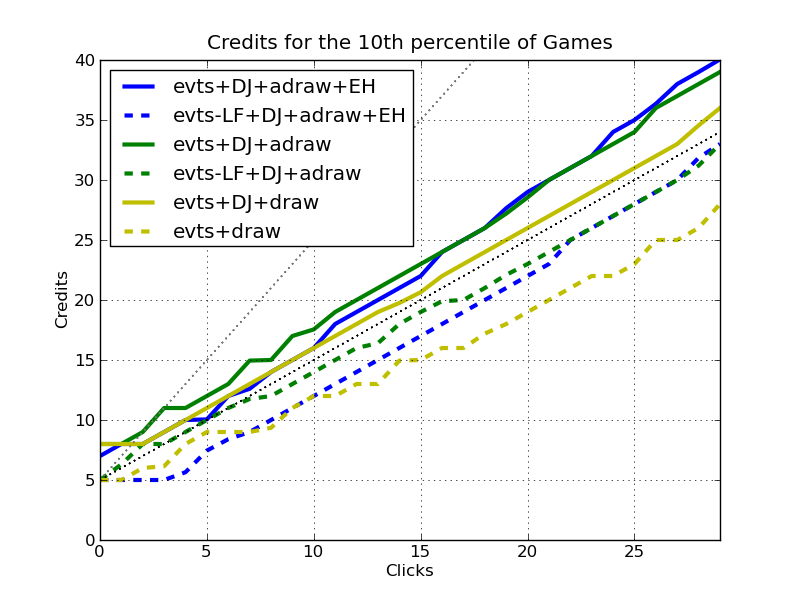 Credits for the 10th percentile of Games
40
35
30
25
20
15
10
5
0
Credits
evts+DJ+adraw+EH
evts-LF+DJ+adraw+EH
evts+DJ+adraw
evts-LF+DJ+adraw
evts+DJ+draw
evts+draw
0 5 10 15 20 25
Clicks